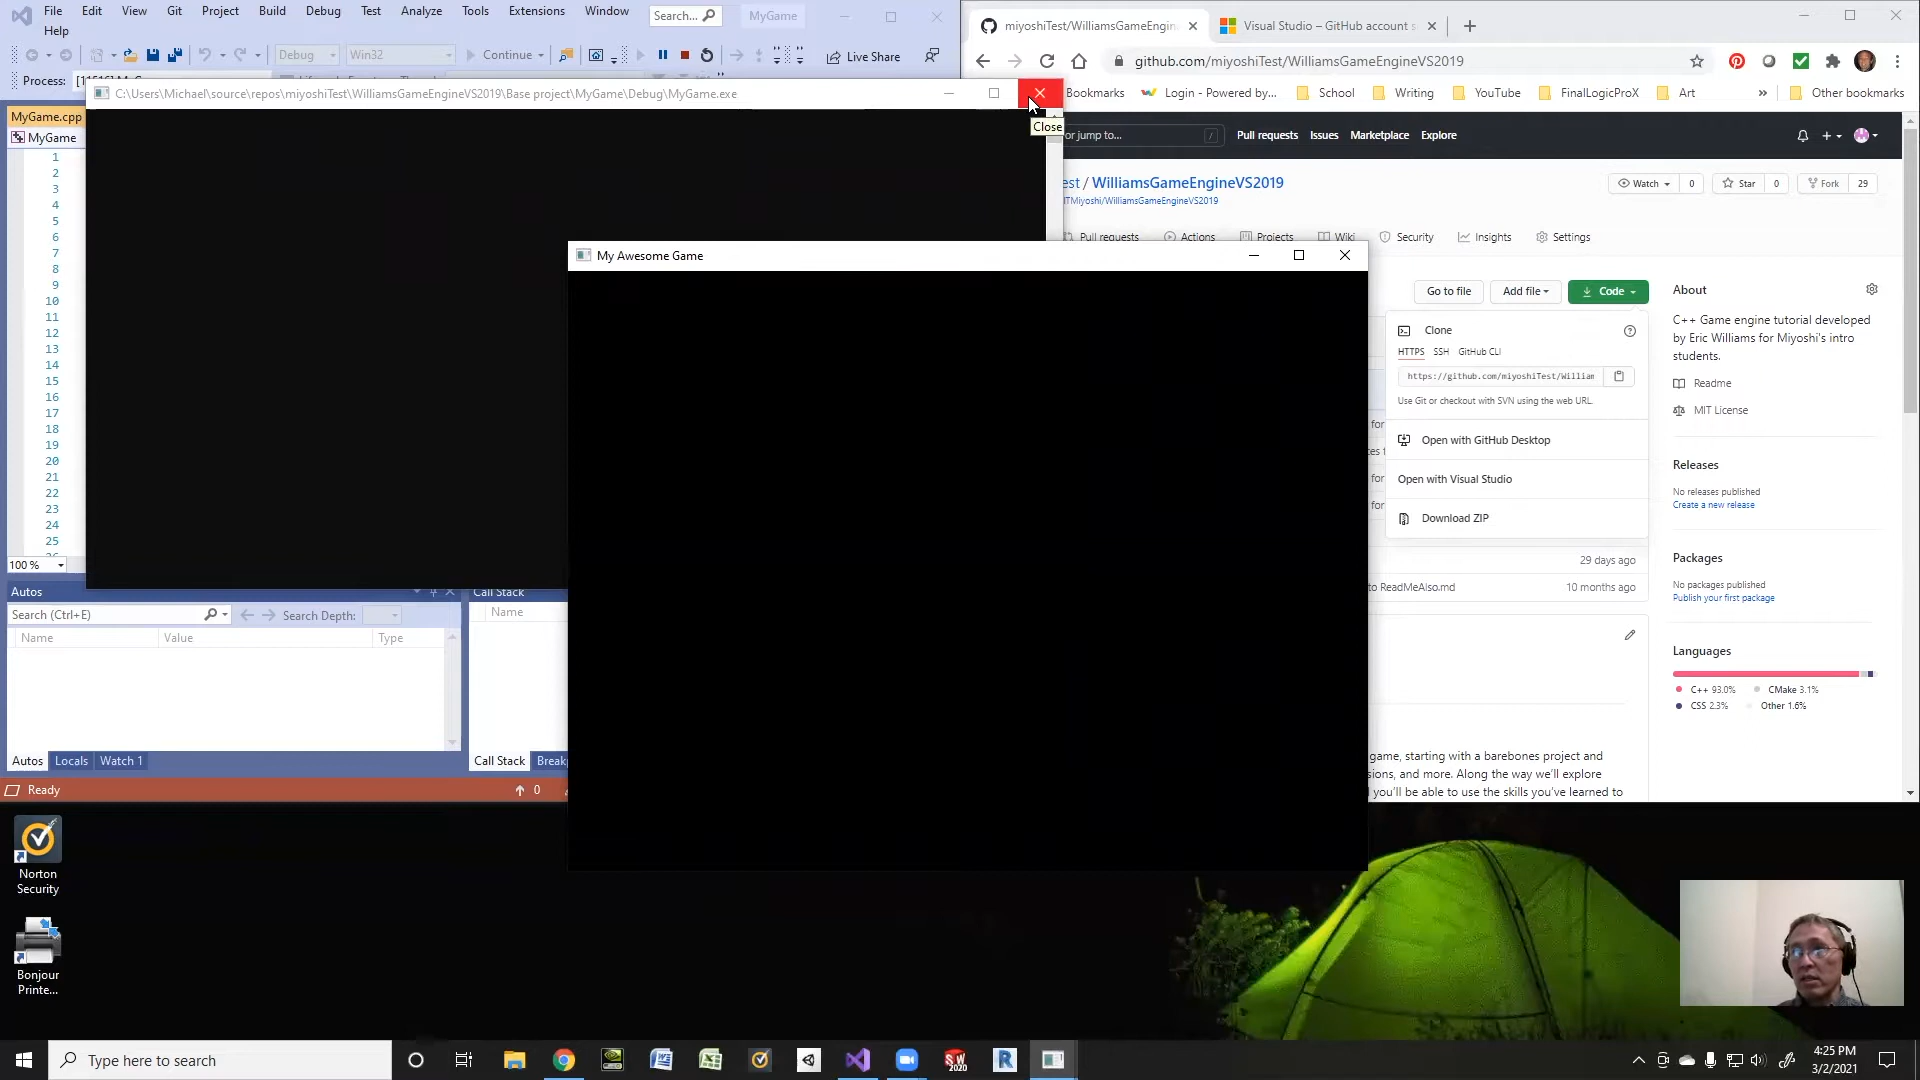 File Edit View Git Project Build Debug Test Analyze Tools Extensions Window Search... MyGame
Help
Debug Win32 Continue Live Share
Process:
C:\Users\Michael\source\repos\miyoshiTest\WilliamsGameEngineVS2019\Base project\MyGame\Debug\MyGame.exe
Close
MyGame.cpp
MyGame
1
2
3
4
5
6
7
8
9
10
11
12
13
14
15
16
17
18
19
20
21
22
23
24
25
100 %
Autos
Search (Ctrl+E) Search Depth:
Name Value Type
Autos Locals Watch 1
Call Stack
Name
Call Stack
Ready 0
My Awesome Game
miyoshiTest/WilliamsGameEngin
Visual Studio – GitHub account s
github.com/miyoshiTest/WilliamsGameEngineVS2019
Bookmarks Login - Powered by... School Writing YouTube FinalLogicProX Art » Other bookmarks
or jump to... / Pull requests Issues Marketplace Explore
est / WilliamsGameEngineVS2019
ITMiyoshi/WilliamsGameEngineVS2019
Watch 0 Star 0 Fork 29
Pull requests Actions Projects Wiki Security Insights Settings
Go to file Add file Code
Clone
HTTPS SSH GitHub CLI
https://github.com/miyoshiTest/William
Use Git or checkout with SVN using the web URL.
Open with GitHub Desktop
Open with Visual Studio
Download ZIP
for
for
for
29 days ago
to ReadMeAlso.md 10 months ago
game, starting with a barebones project and
sions, and more. Along the way we'll explore
you'll be able to use the skills you've learned to
About
C++ Game engine tutorial developed
by Eric Williams for Miyoshi's intro
students.
Readme
MIT License
Releases
No releases published
Create a new release
Packages
No packages published
Publish your first package
Languages
C++ 93.0% CMake 3.1%
CSS 2.3% Other 1.6%
Norton
Security
Bonjour
Printe...
Type here to search
SW
2020
R
4:25 PM
3/2/2021